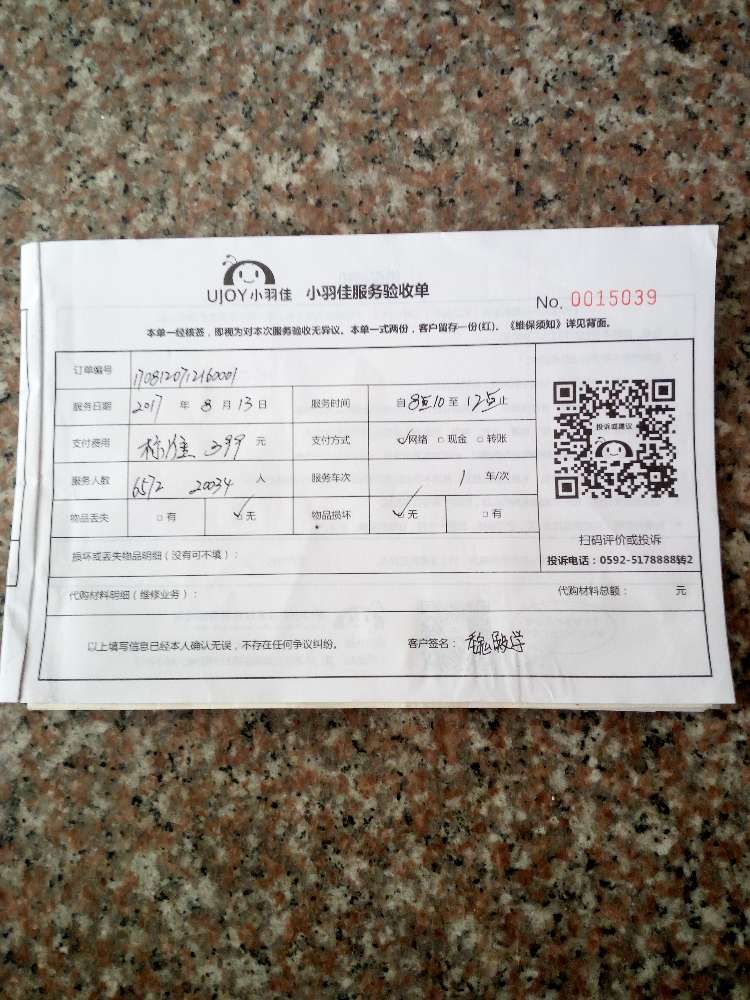 UJOY小羽佳 小羽佳服务验收单
No. 0015039
本单一经核签，即视为对本次服务验收无异议。本单一式两份，客户留存一份(红)。《维保须知》详见背面。
订单编号 1708120712160001
服务日期 2017 年 8 月 13 日 服务时间 自 8点10 至 12点 止
支付费用 标准 399 元 支付方式 ☑网络 □现金 □转账
服务人数 6572 20034 人 服务车次 1 车/次
物品丢失 □有 ☑无 物品损坏 ☑无 □有
投诉或建议
扫码评价或投诉
投诉电话：0592-5178888转2
损坏或丢失物品明细（没有可不填）：
代购材料明细（维修业务）： 代购材料总额： 元
以上填写信息已经本人确认无误，不存在任何争议纠纷。 客户签名：